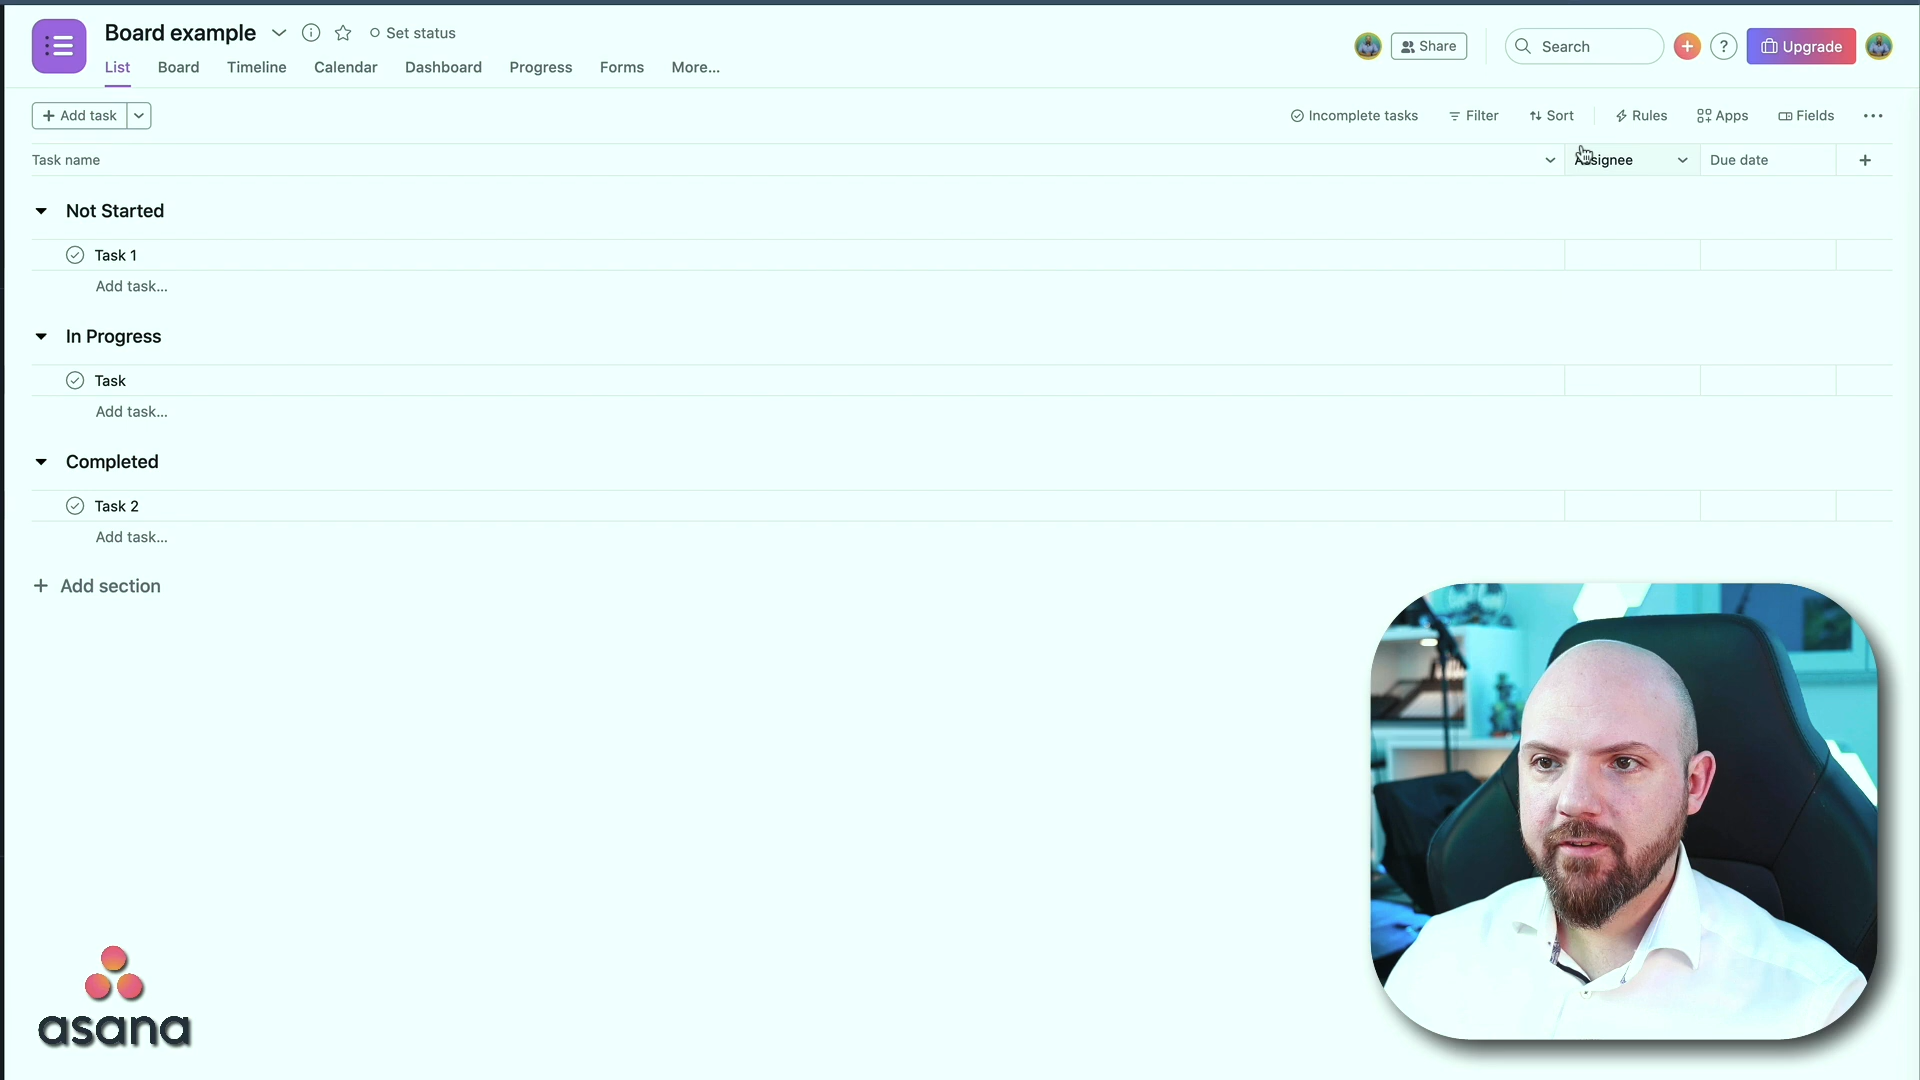 Board example
Set status
Share
Search
?
Upgrade
List
Board
Timeline
Calendar
Dashboard
Progress
Forms
More...
+ Add task
Incomplete tasks
Filter
Sort
Rules
Apps
Fields
Task name
Assignee
Due date
+
Not Started
Task 1
Add task...
In Progress
Task
Add task...
Completed
Task 2
Add task...
+ Add section
asana